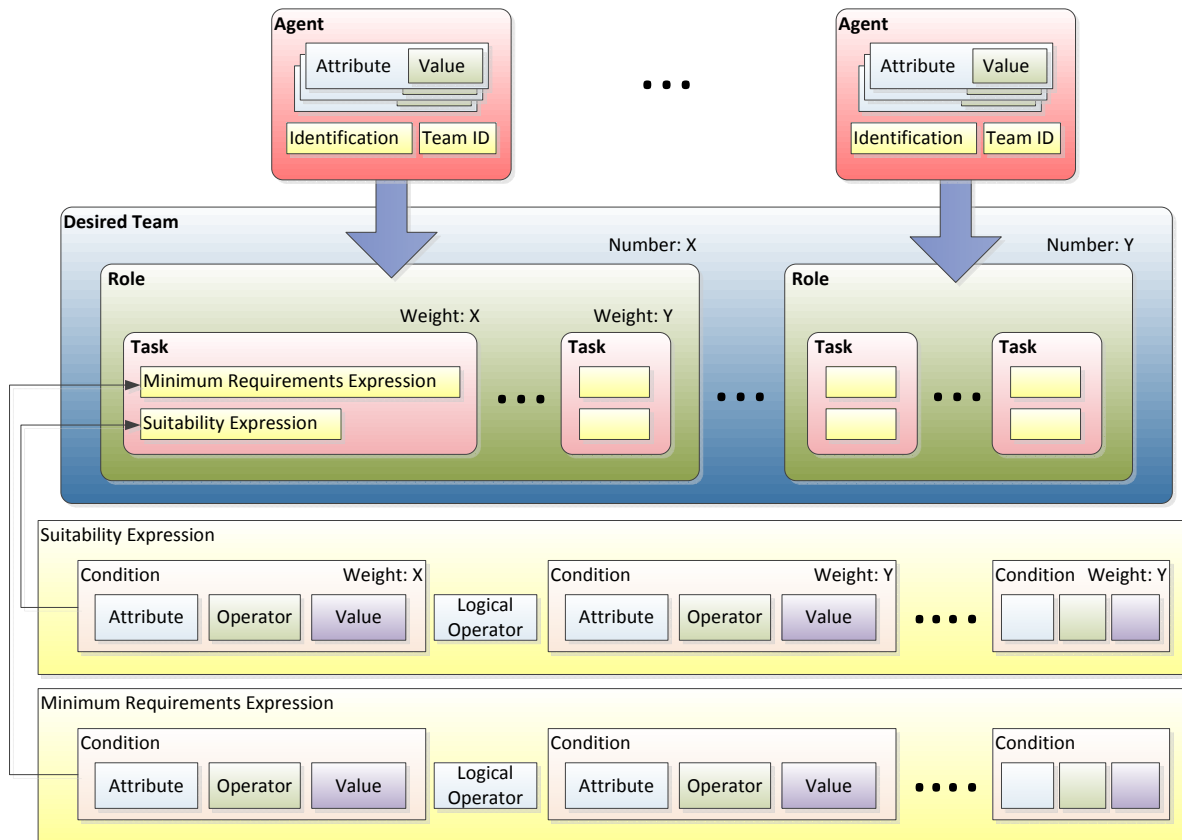 Agent
Agent
Attribute
Value
Attribute
Value
Identification
Team ID
Identification
Team ID
Desired Team
Number: X
Number: Y
Role
Role
Weight: X
Weight: Y
Task
Task
Task
Task
Minimum Requirements Expression
Suitability Expression
Suitability Expression
Condition
Weight: X
Condition
Weight: Y
Condition
Weight: Y
Attribute
Operator
Value
Logical
Operator
Attribute
Operator
Value
Minimum Requirements Expression
Condition
Condition
Condition
Attribute
Operator
Value
Logical
Operator
Attribute
Operator
Value